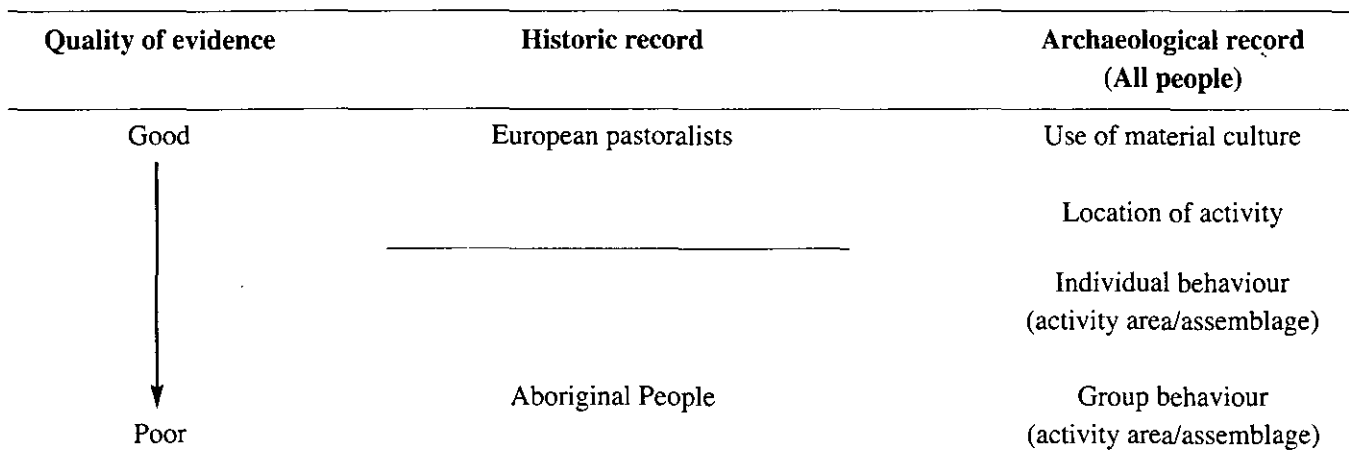 Quality of evidence Historic record Archaeological record
(All people)
Good European pastoralists Use of material culture
Location of activity
Individual behaviour
(activity area/assemblage)
Aboriginal People Group behaviour
Poor (activity area/assemblage)